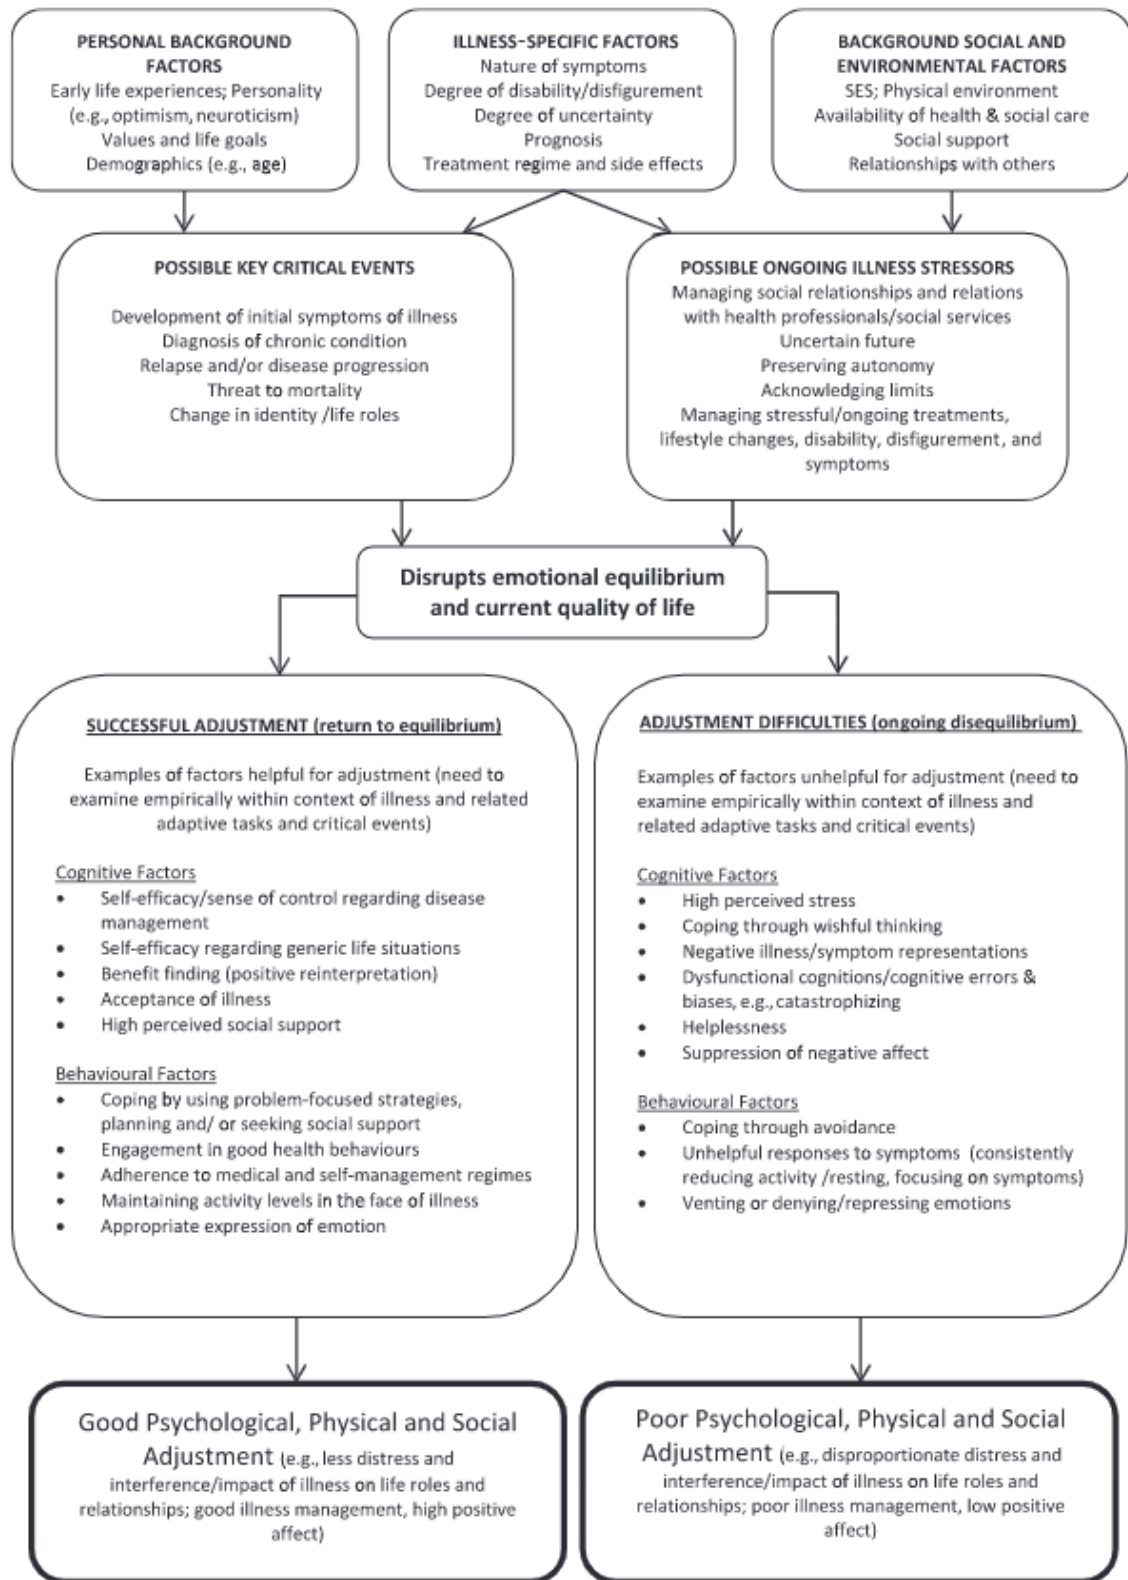 PERSONAL BACKGROUND
FACTORS
Early life experiences; Personality
(e.g., optimism, neuroticism)
Values and life goals
Demographics (e.g., age)
ILLNESS-SPECIFIC FACTORS
Nature of symptoms
Degree of disability/disfigurement
Degree of uncertainty
Prognosis
Treatment regime and side effects
BACKGROUND SOCIAL AND
ENVIRONMENTAL FACTORS
SES; Physical environment
Availability of health & social care
Social support
Relationships with others
POSSIBLE KEY CRITICAL EVENTS
Development of initial symptoms of illness
Diagnosis of chronic condition
Relapse and/or disease progression
Threat to mortality
Change in identity /life roles
POSSIBLE ONGOING ILLNESS STRESSORS
Managing social relationships and relations
with health professionals/social services
Uncertain future
Preserving autonomy
Acknowledging limits
Managing stressful/ongoing treatments,
lifestyle changes, disability, disfigurement, and
symptoms
Disrupts emotional equilibrium
and current quality of life
SUCCESSFUL ADJUSTMENT (return to equilibrium)
Examples of factors helpful for adjustment (need to
examine empirically within context of illness and related
adaptive tasks and critical events)
Cognitive Factors
• Self-efficacy/sense of control regarding disease
management
• Self-efficacy regarding generic life situations
• Benefit finding (positive reinterpretation)
• Acceptance of illness
• High perceived social support
Behavioural Factors
• Coping by using problem-focused strategies,
planning and/ or seeking social support
• Engagement in good health behaviours
• Adherence to medical and self-management regimes
• Maintaining activity levels in the face of illness
• Appropriate expression of emotion
ADJUSTMENT DIFFICULTIES (ongoing disequilibrium)
Examples of factors unhelpful for adjustment (need to
examine empirically within context of illness and
related adaptive tasks and critical events)
Cognitive Factors
• High perceived stress
• Coping through wishful thinking
• Negative illness/symptom representations
• Dysfunctional cognitions/cognitive errors &
biases, e.g., catastrophizing
• Helplessness
• Suppression of negative affect
Behavioural Factors
• Coping through avoidance
• Unhelpful responses to symptoms (consistently
reducing activity /resting, focusing on symptoms)
• Venting or denying/repressing emotions
Good Psychological, Physical and Social
Adjustment (e.g., less distress and
interference/impact of illness on life roles and
relationships; good illness management, high positive
affect)
Poor Psychological, Physical and Social
Adjustment (e.g., disproportionate distress and
interference/impact of illness on life roles and
relationships; poor illness management, low positive
affect)